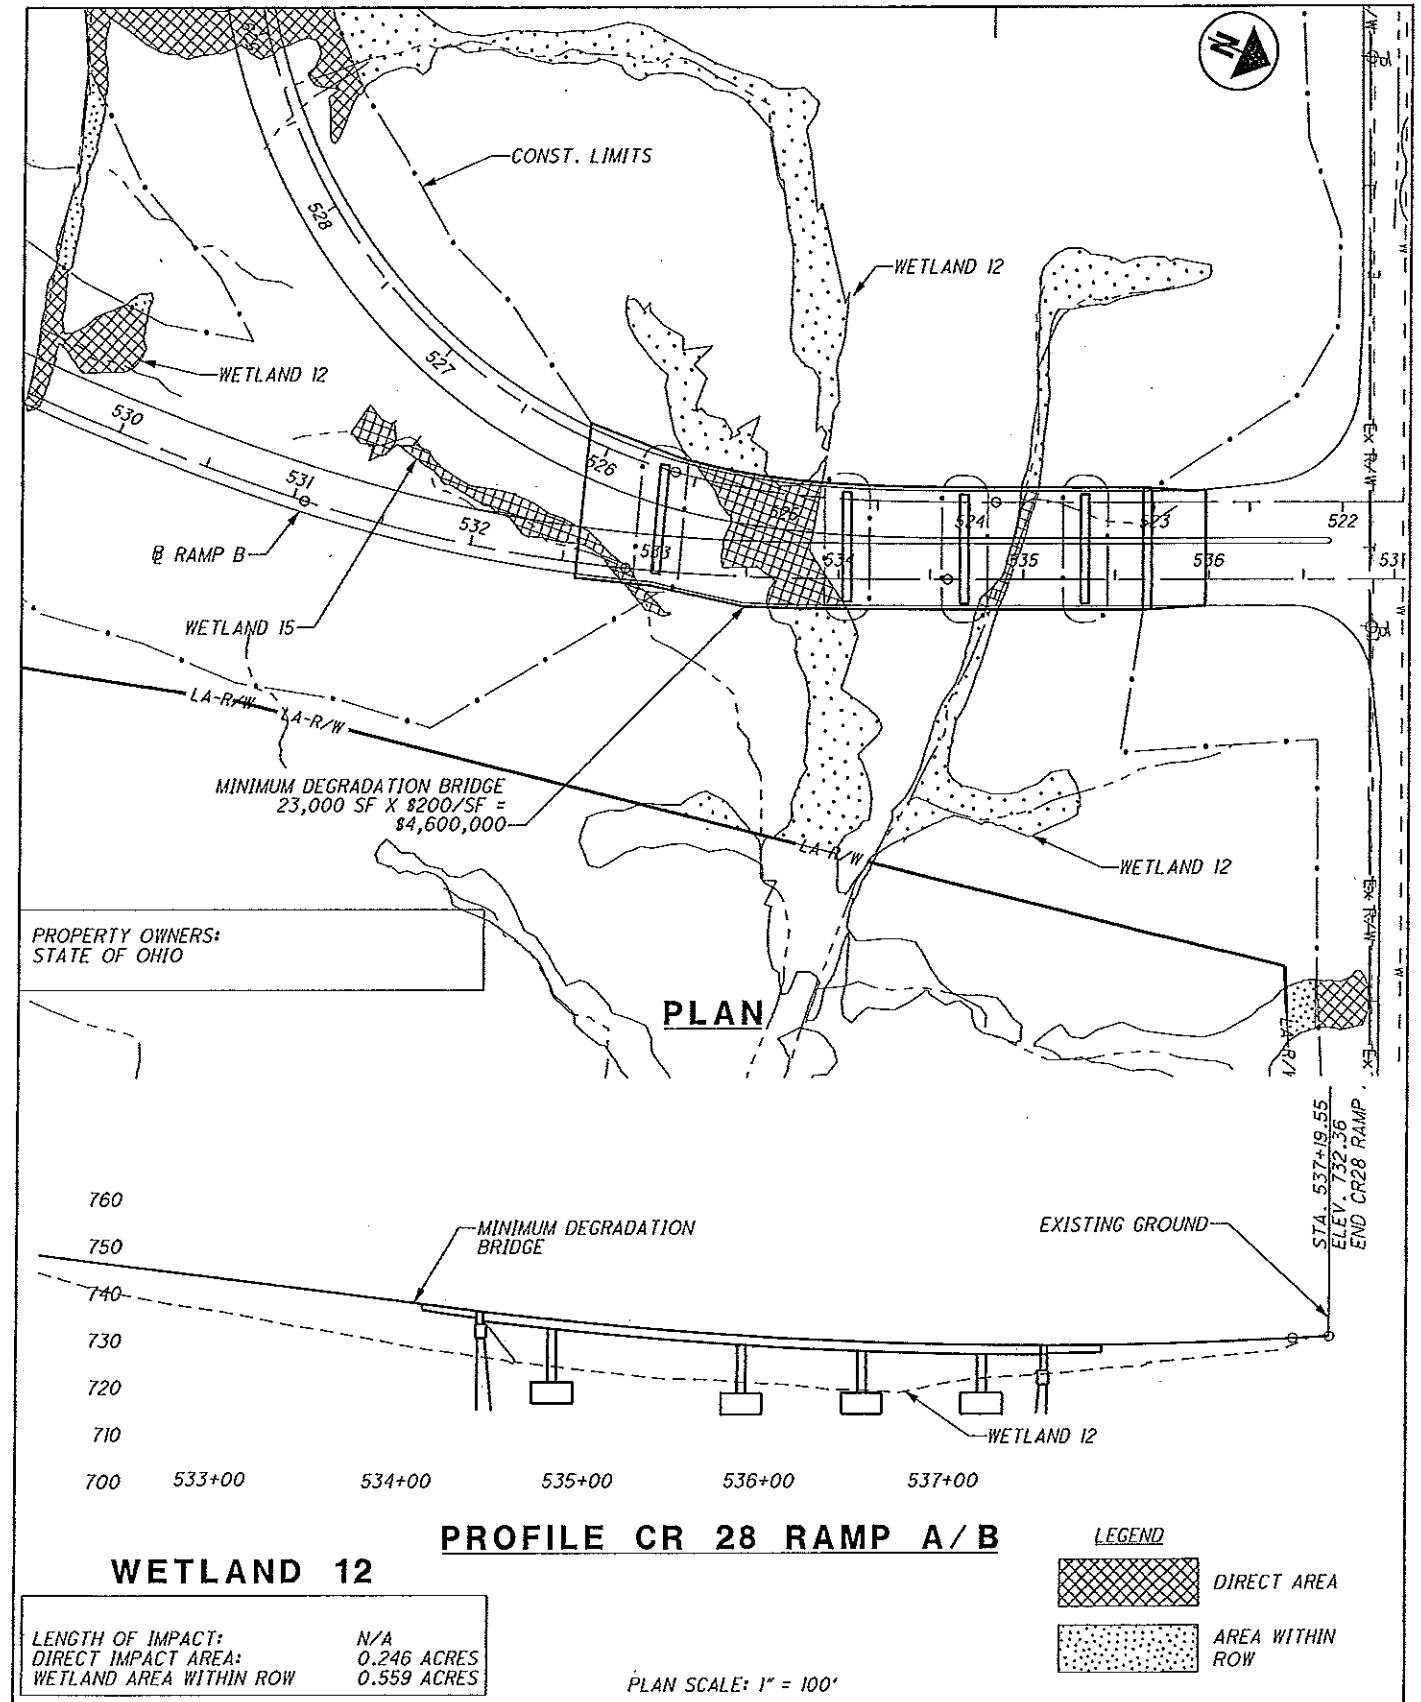 N
CONST. LIMITS
WETLAND 12
WETLAND 12
528
527
526
525
524
523
522
530
531
532
533
534
535
536
℄ RAMP B
WETLAND 15
Ex R/W
LA-R/W
LA-R/W
MINIMUM DEGRADATION BRIDGE
23,000 SF X $200/SF =
$4,600,000
LA-R/W
WETLAND 12
PROPERTY OWNERS:
STATE OF OHIO
PLAN
STA. 537+19.55
ELEV. 732.36
END CR28 RAMP
760
750
740
730
720
710
700
MINIMUM DEGRADATION
BRIDGE
EXISTING GROUND
WETLAND 12
533+00
534+00
535+00
536+00
537+00
PROFILE CR 28 RAMP A/B
WETLAND 12
LENGTH OF IMPACT: N/A
DIRECT IMPACT AREA: 0.246 ACRES
WETLAND AREA WITHIN ROW 0.559 ACRES
PLAN SCALE: 1" = 100'
LEGEND
DIRECT AREA
AREA WITHIN
ROW